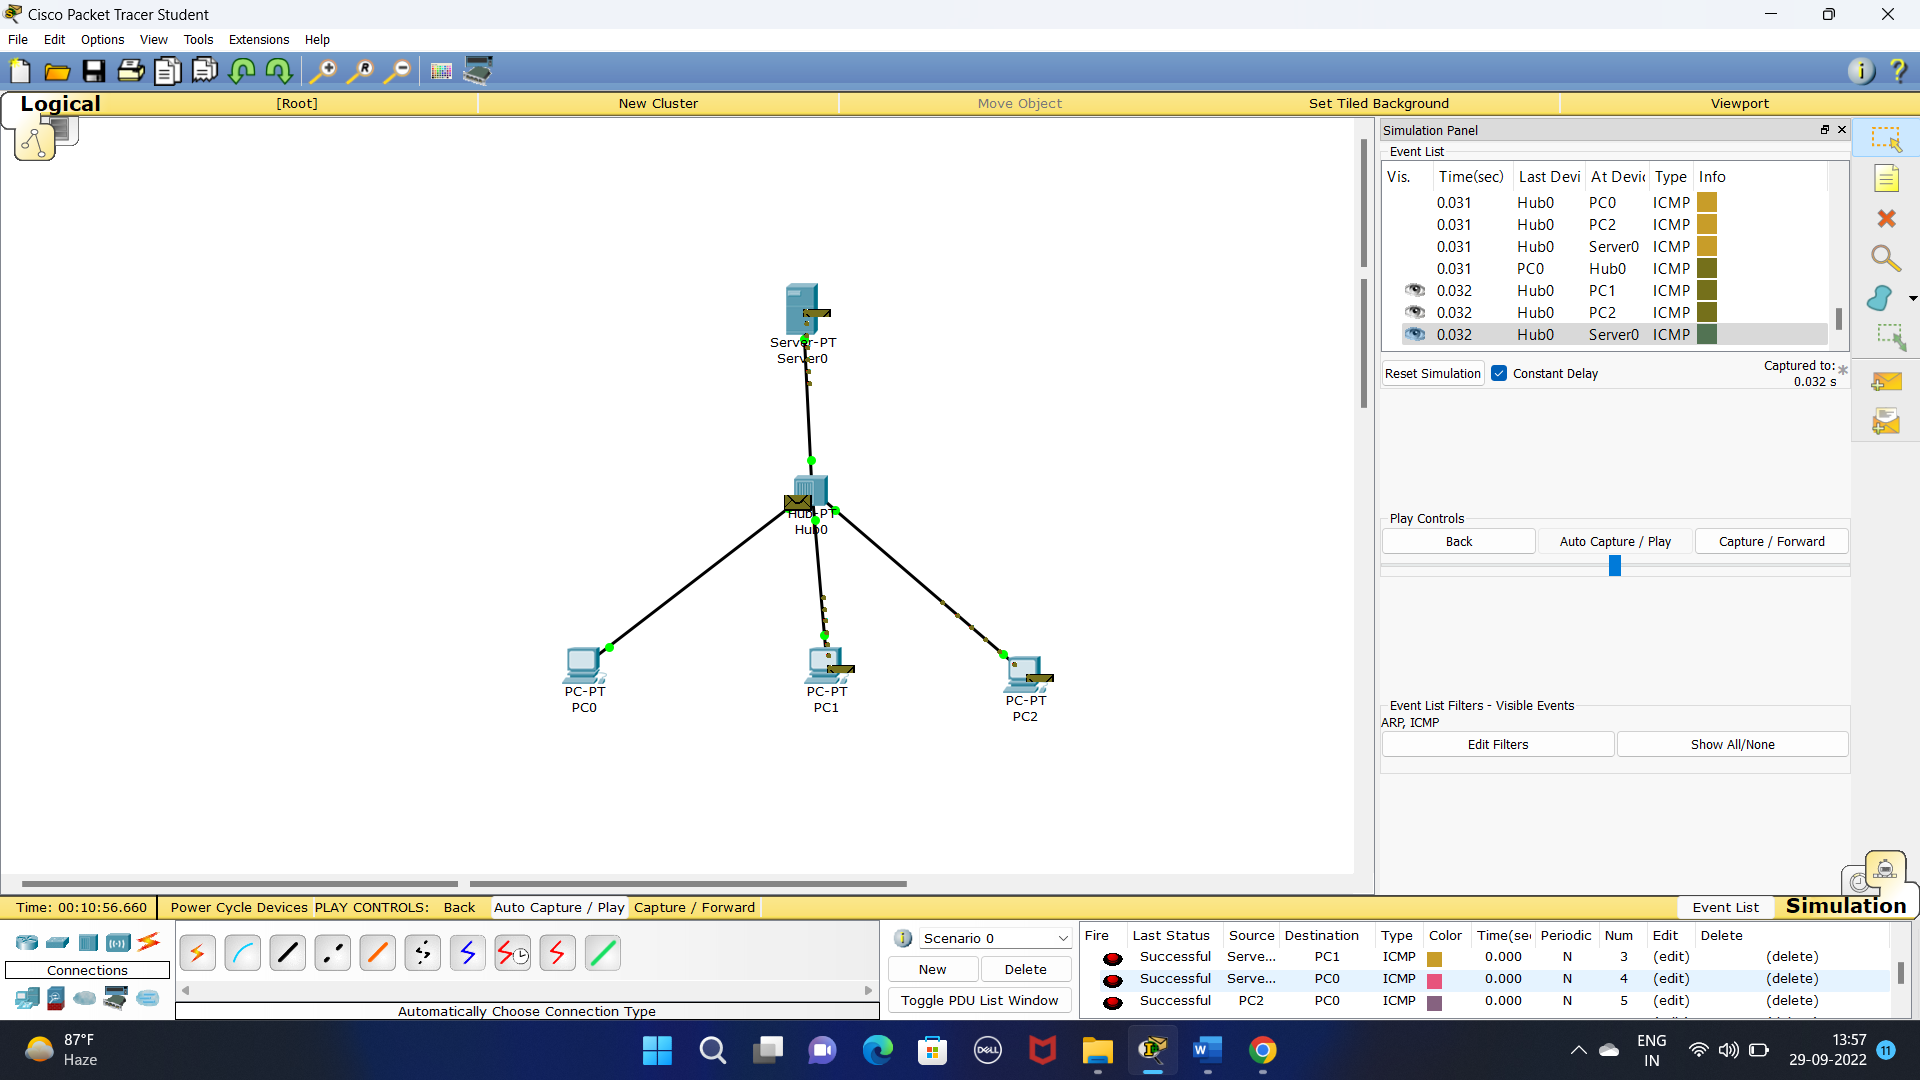 Cisco Packet Tracer Student
File Edit Options View Tools Extensions Help
Logical [Root] New Cluster Move Object Set Tiled Background Viewport
Simulation Panel
Event List
Vis. Time(sec) Last Devi At Devic Type Info
0.031 Hub0 PC0 ICMP
0.031 Hub0 PC2 ICMP
0.031 Hub0 Server0 ICMP
0.031 PC0 Hub0 ICMP
0.032 Hub0 PC1 ICMP
0.032 Hub0 PC2 ICMP
0.032 Hub0 Server0 ICMP
Reset Simulation Constant Delay Captured to:
0.032 s
Play Controls
Back Auto Capture / Play Capture / Forward
Event List Filters - Visible Events
ARP, ICMP
Edit Filters Show All/None
Server-PT
Server0
Hub-PT
Hub0
PC-PT
PC0
PC-PT
PC1
PC-PT
PC2
Time: 00:10:56.660 Power Cycle Devices PLAY CONTROLS: Back Auto Capture / Play Capture / Forward Event List Simulation
Connections
Automatically Choose Connection Type
Scenario 0
New Delete
Toggle PDU List Window
Fire Last Status Source Destination Type Color Time(sec Periodic Num Edit Delete
Successful Serve... PC1 ICMP 0.000 N 3 (edit) (delete)
Successful Serve... PC0 ICMP 0.000 N 4 (edit) (delete)
Successful PC2 PC0 ICMP 0.000 N 5 (edit) (delete)
87°F
Haze
DELL
ENG
IN
13:57
29-09-2022
11